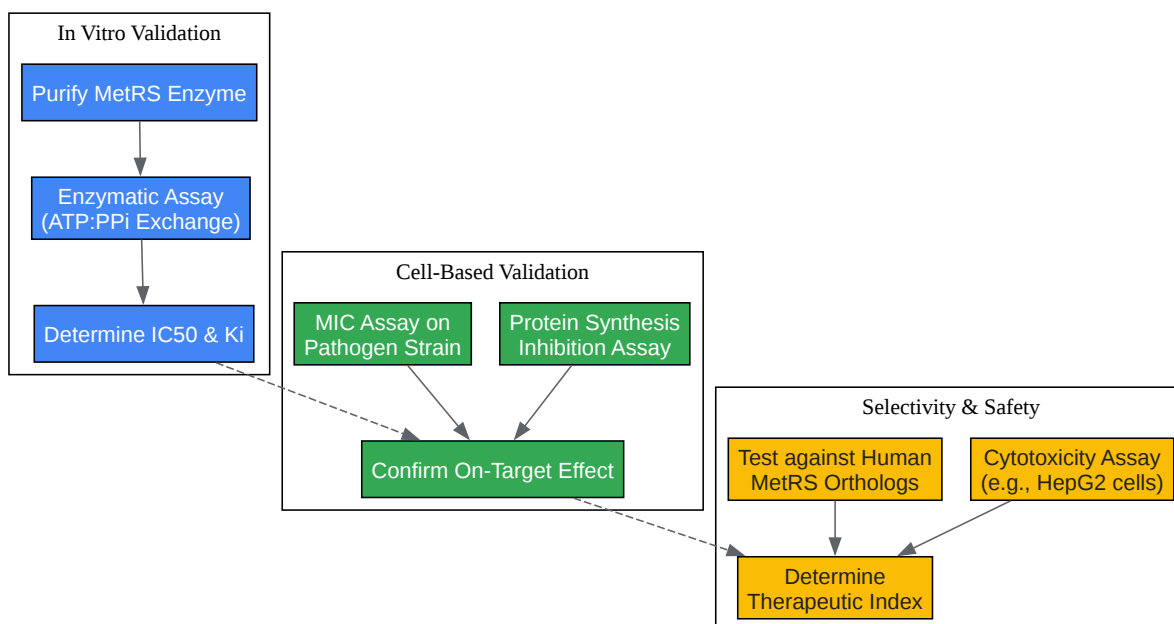 In Vitro Validation
Purify MetRS Enzyme
Enzymatic Assay
(ATP:PPi Exchange)
Determine IC50 & Ki
Cell-Based Validation
MIC Assay on
Pathogen Strain
Protein Synthesis
Inhibition Assay
Confirm On-Target Effect
Selectivity & Safety
Test against Human
MetRS Orthologs
Cytotoxicity Assay
(e.g., HepG2 cells)
Determine
Therapeutic Index